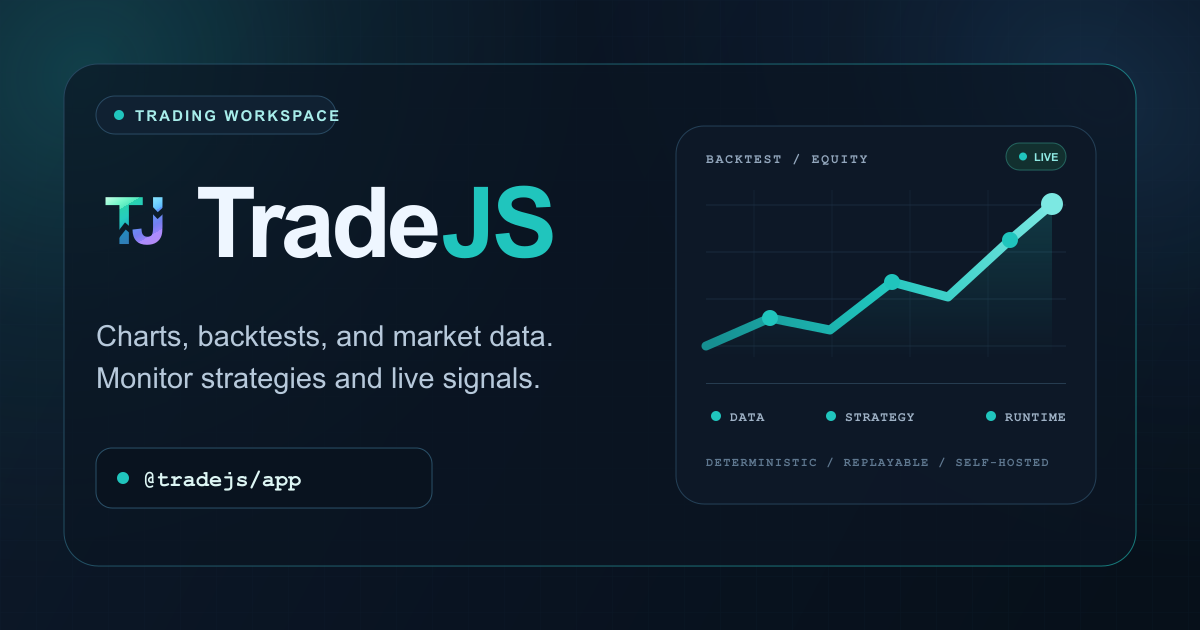 TRADING WORKSPACE
TJ TradeJS
Charts, backtests, and market data.
Monitor strategies and live signals.
@tradejs/app
BACKTEST / EQUITY
LIVE
DATA STRATEGY RUNTIME
DETERMINISTIC / REPLAYABLE / SELF-HOSTED